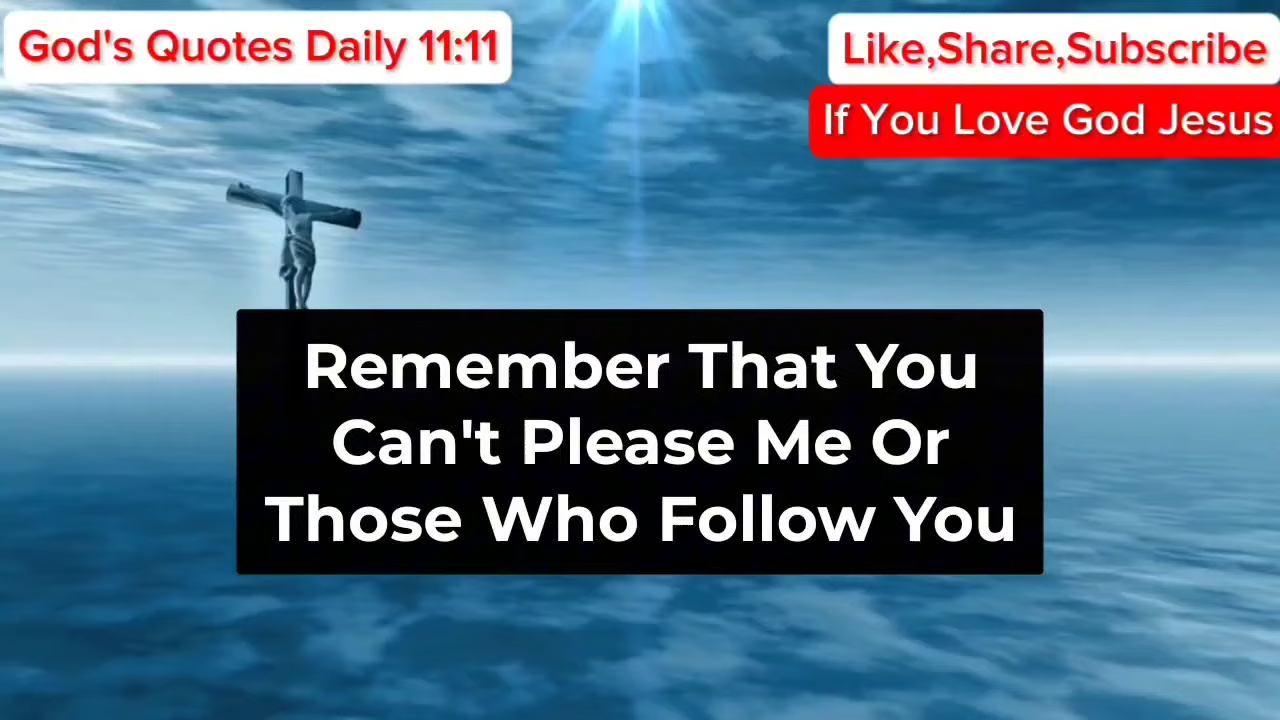 God's Quotes Daily 11:11
Like,Share,Subscribe
If You Love God Jesus
Remember That You
Can't Please Me Or
Those Who Follow You